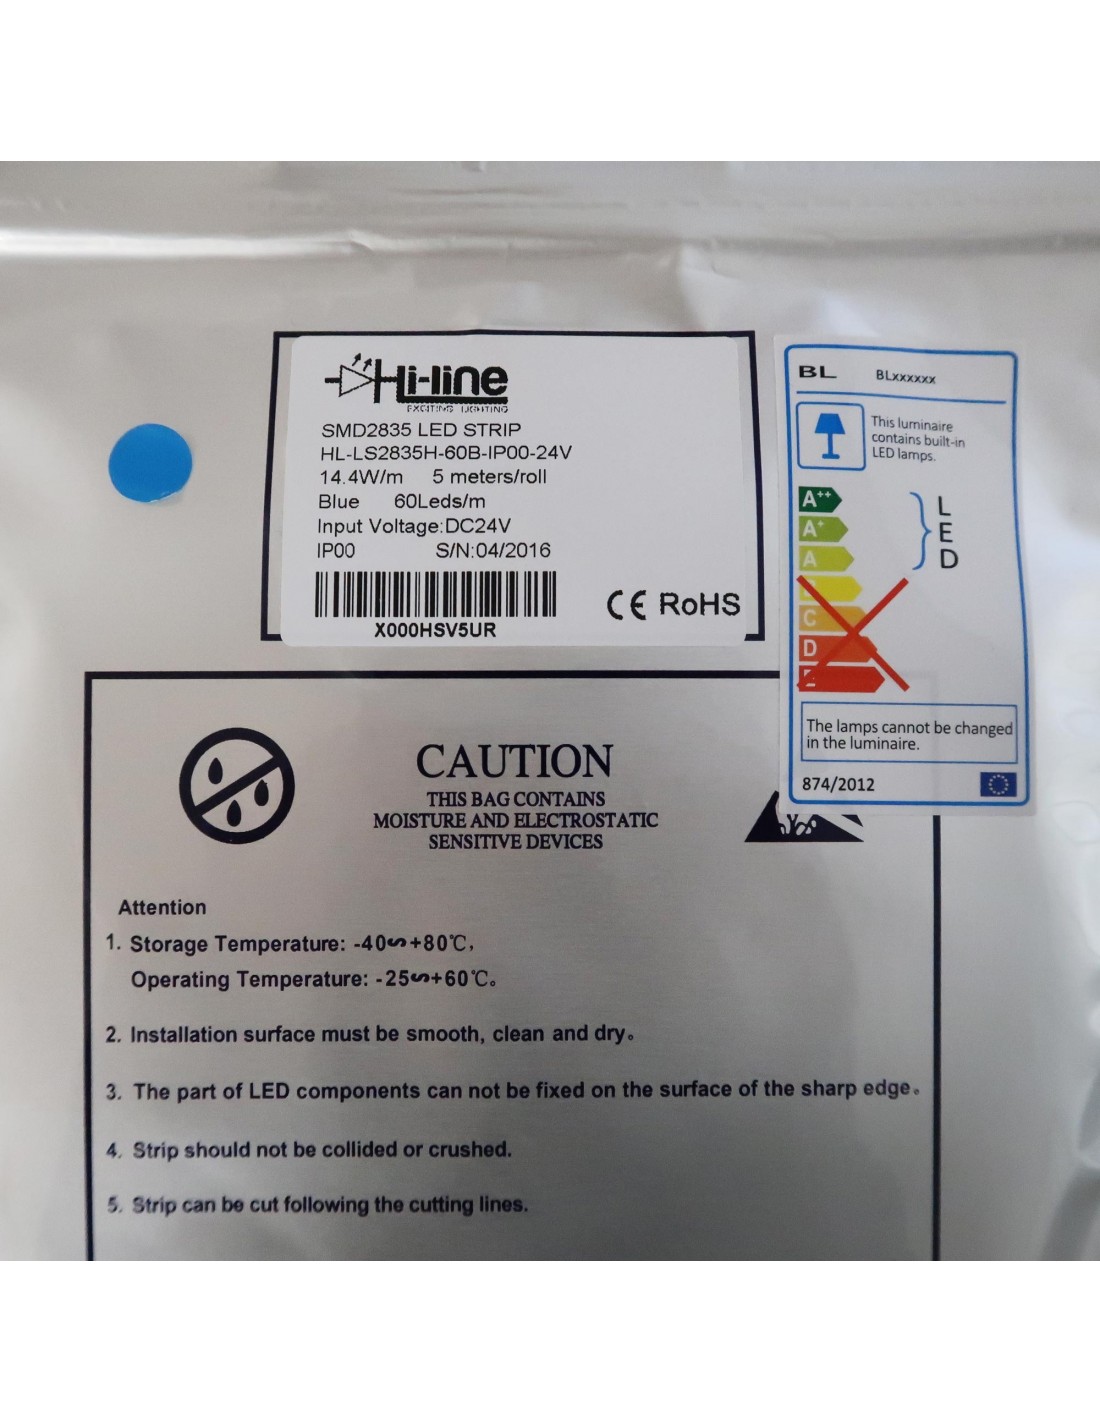 Hi-line
EXCITING LIGHTING
SMD2835 LED STRIP
HL-LS2835H-60B-IP00-24V
14.4W/m 5 meters/roll
Blue 60Leds/m
Input Voltage:DC24V
IP00 S/N:04/2016
X000HSV5UR
CE RoHS
BL BLxxxxxx
This luminaire
contains built-in
LED lamps.
A++
A+
A
C
D
L
E
D
The lamps cannot be changed
in the luminaire.
874/2012
CAUTION
THIS BAG CONTAINS
MOISTURE AND ELECTROSTATIC
SENSITIVE DEVICES
Attention
1. Storage Temperature: -40∽+80℃,
Operating Temperature: -25∽+60℃。
2. Installation surface must be smooth, clean and dry。
3. The part of LED components can not be fixed on the surface of the sharp edge。
4. Strip should not be collided or crushed.
5. Strip can be cut following the cutting lines.